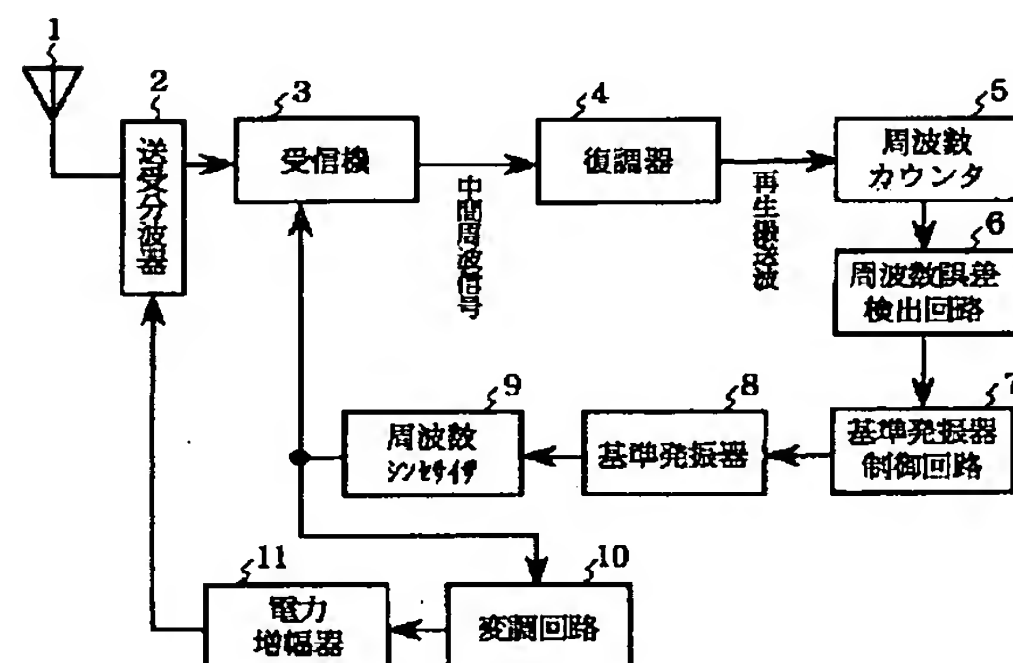 1
2
送受分波器
3
受信機
中間周波信号
4
復調器
再生搬送波
5
周波数
カウンタ
6
周波数誤差
検出回路
7
基準発振器
制御回路
8
基準発振器
9
周波数
シンセサイザ
10
変調回路
11
電力
増幅器